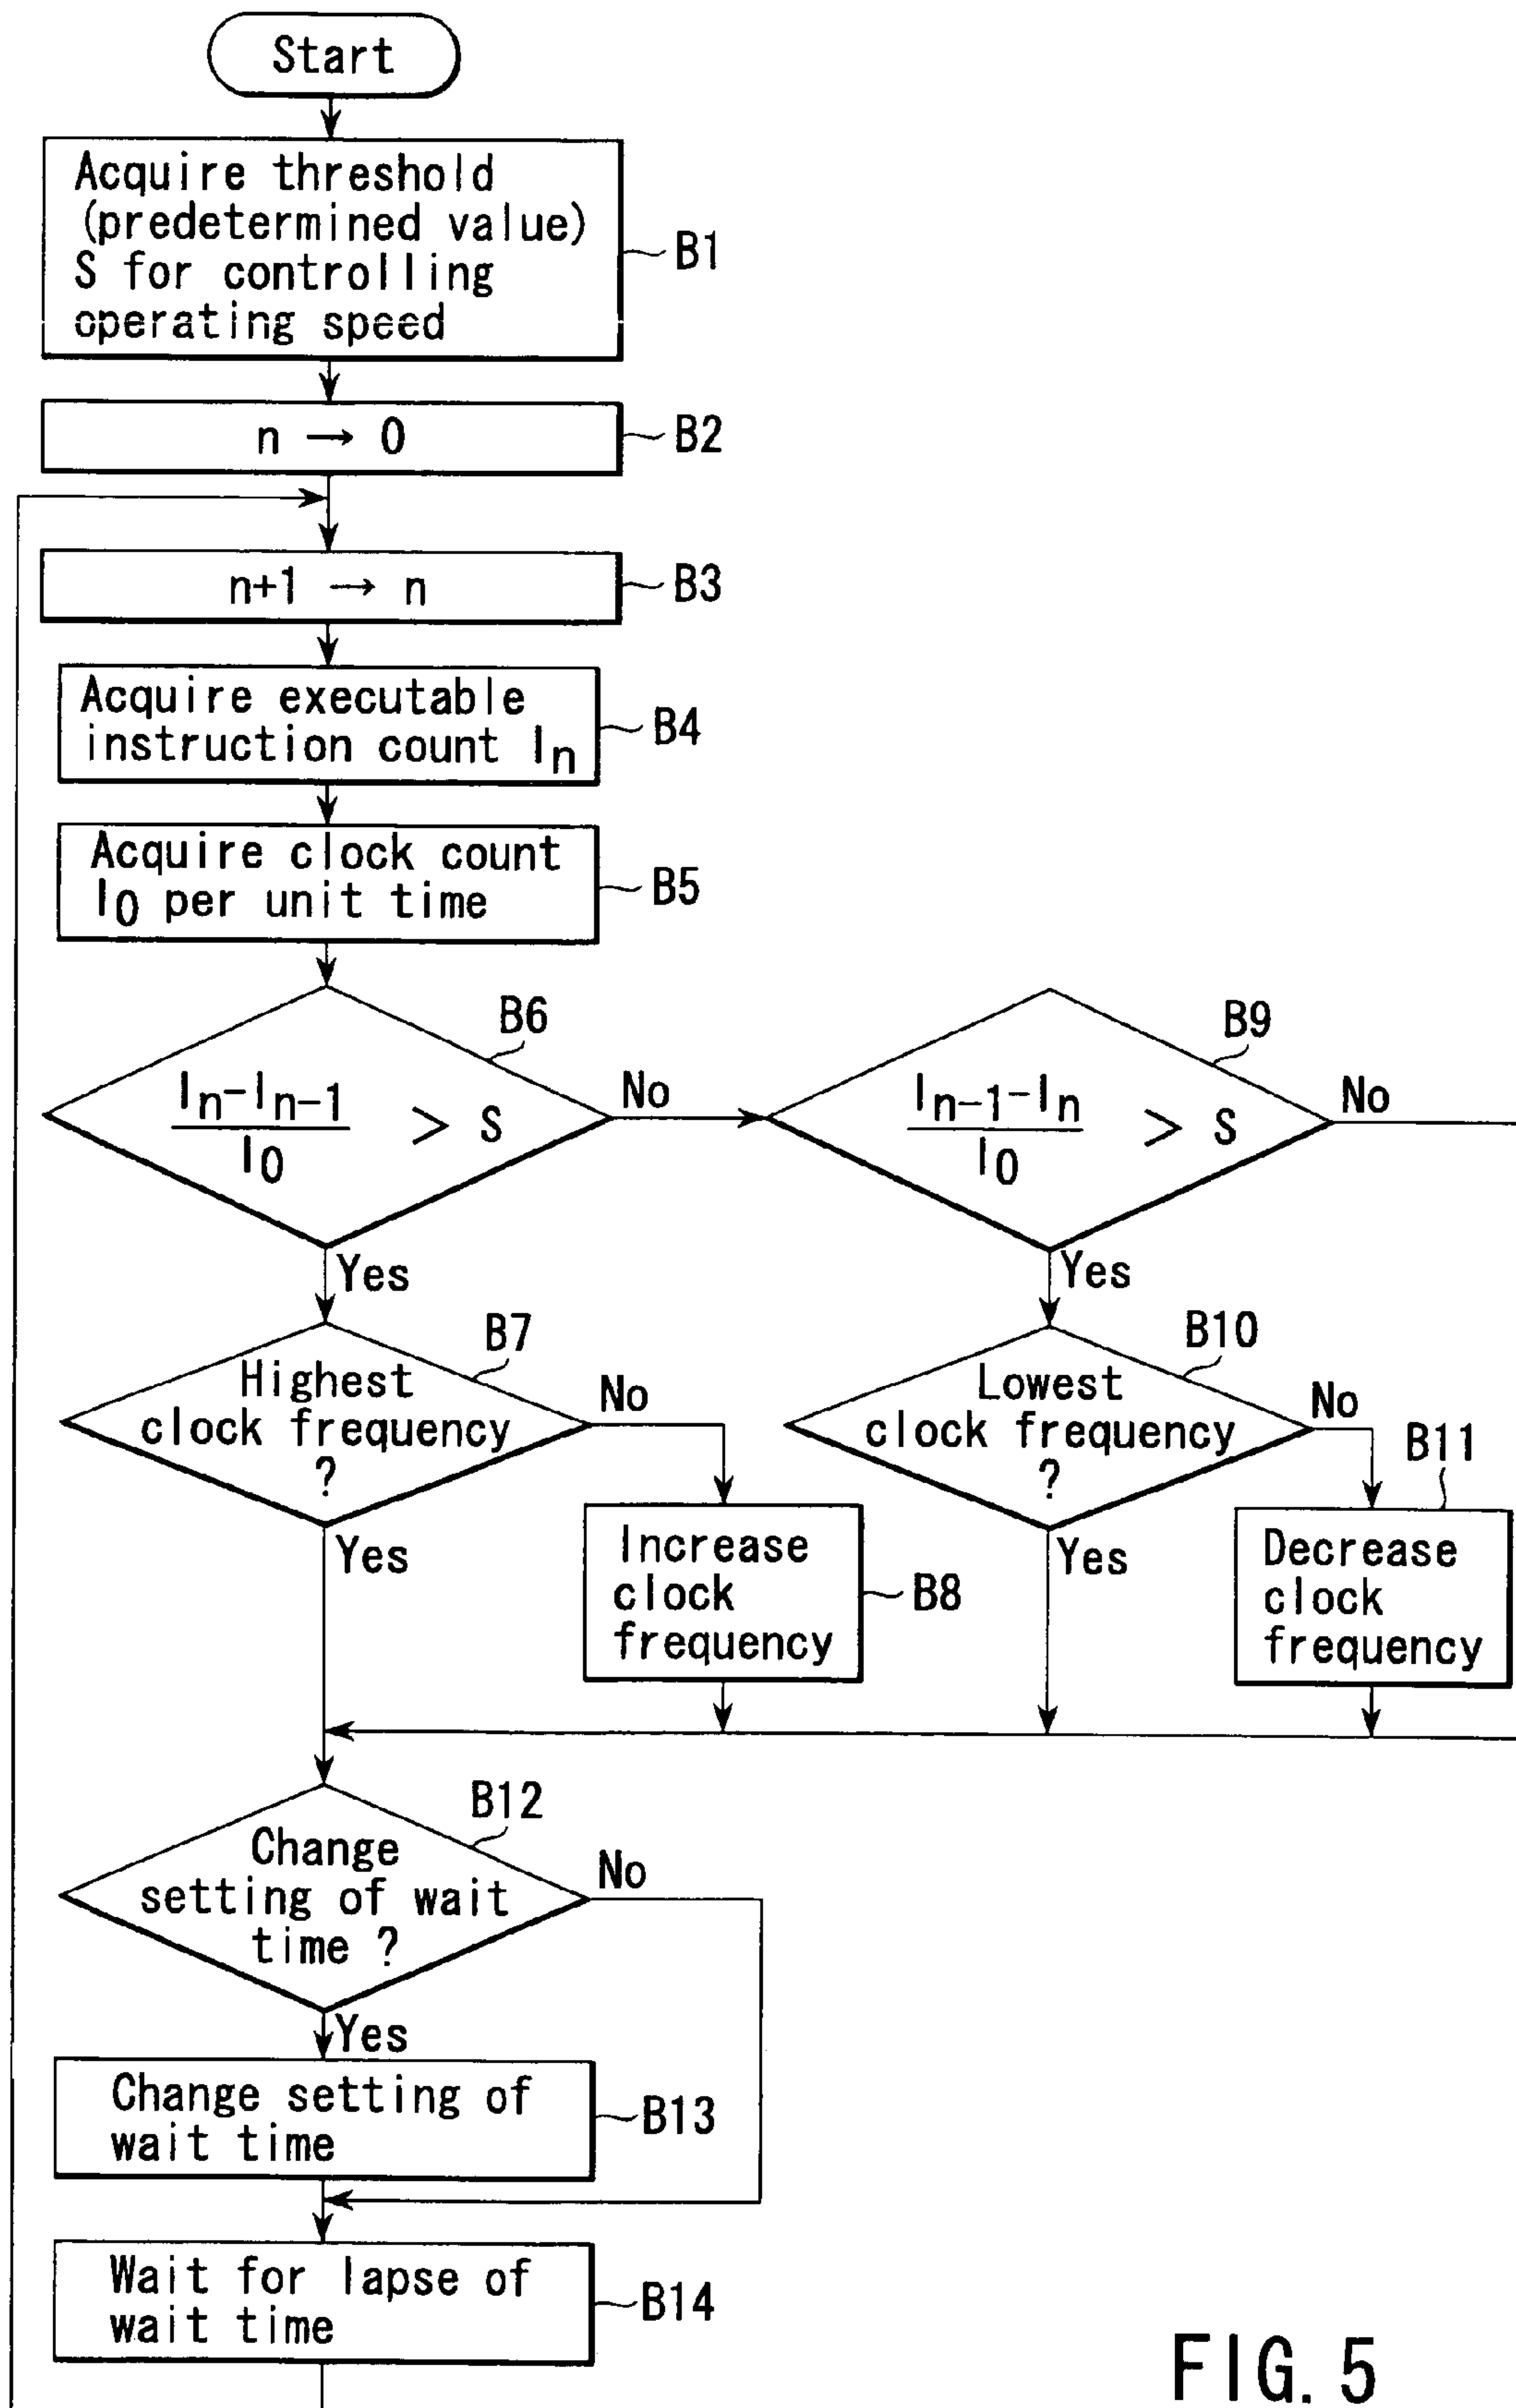 Start
Acquire threshold
(predetermined value)
S for controlling
operating speed
B1
n → 0
B2
n+1 → n
B3
Acquire executable
instruction count In
B4
Acquire clock count
I0 per unit time
B5
B6
In-In-1
I0
> S
No
Yes
B9
In-1-In
I0
> S
No
Yes
B7
Highest
clock frequency
?
No
Yes
Increase
clock
frequency
B8
B10
Lowest
clock frequency
?
No
Yes
B11
Decrease
clock
frequency
B12
Change
setting of wait
time ?
No
Yes
Change setting of
wait time
B13
Wait for lapse of
wait time
B14
FIG. 5